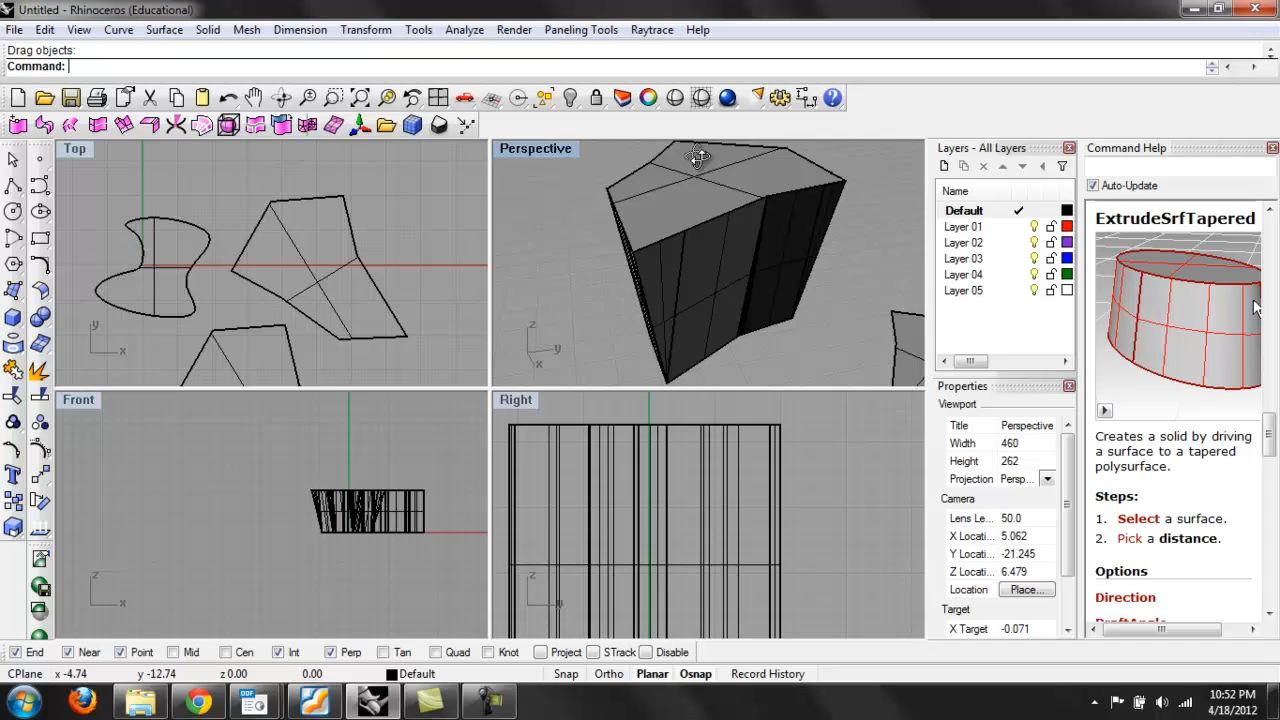 Untitled - Rhinoceros (Educational)
File Edit View Curve Surface Solid Mesh Dimension Transform Tools Analyze Render Paneling Tools Raytrace Help
Drag objects:
Command:
Top
Perspective
y
x
z
y
x
Front
Right
z
x
z
y
Layers - All Layers
Name
Default
Layer 01
Layer 02
Layer 03
Layer 04
Layer 05
Properties
Viewport
Title Perspective
Width 460
Height 262
Projection Persp...
Camera
Lens Le... 50.0
X Locati... 5.062
Y Locati... -21.245
Z Locati... 6.479
Location Place...
Target
X Target -0.071
Command Help
Auto-Update
ExtrudeSrfTapered
Creates a solid by driving
a surface to a tapered
polysurface.
Steps:
1. Select a surface.
2. Pick a distance.
Options
Direction
DraftAngle
End Near Point Mid Cen Int Perp Tan Quad Knot Project STrack Disable
CPlane x -4.74 y -12.74 z 0.00 0.00 Default Snap Ortho Planar Osnap Record History
ODF
10:52 PM
4/18/2012